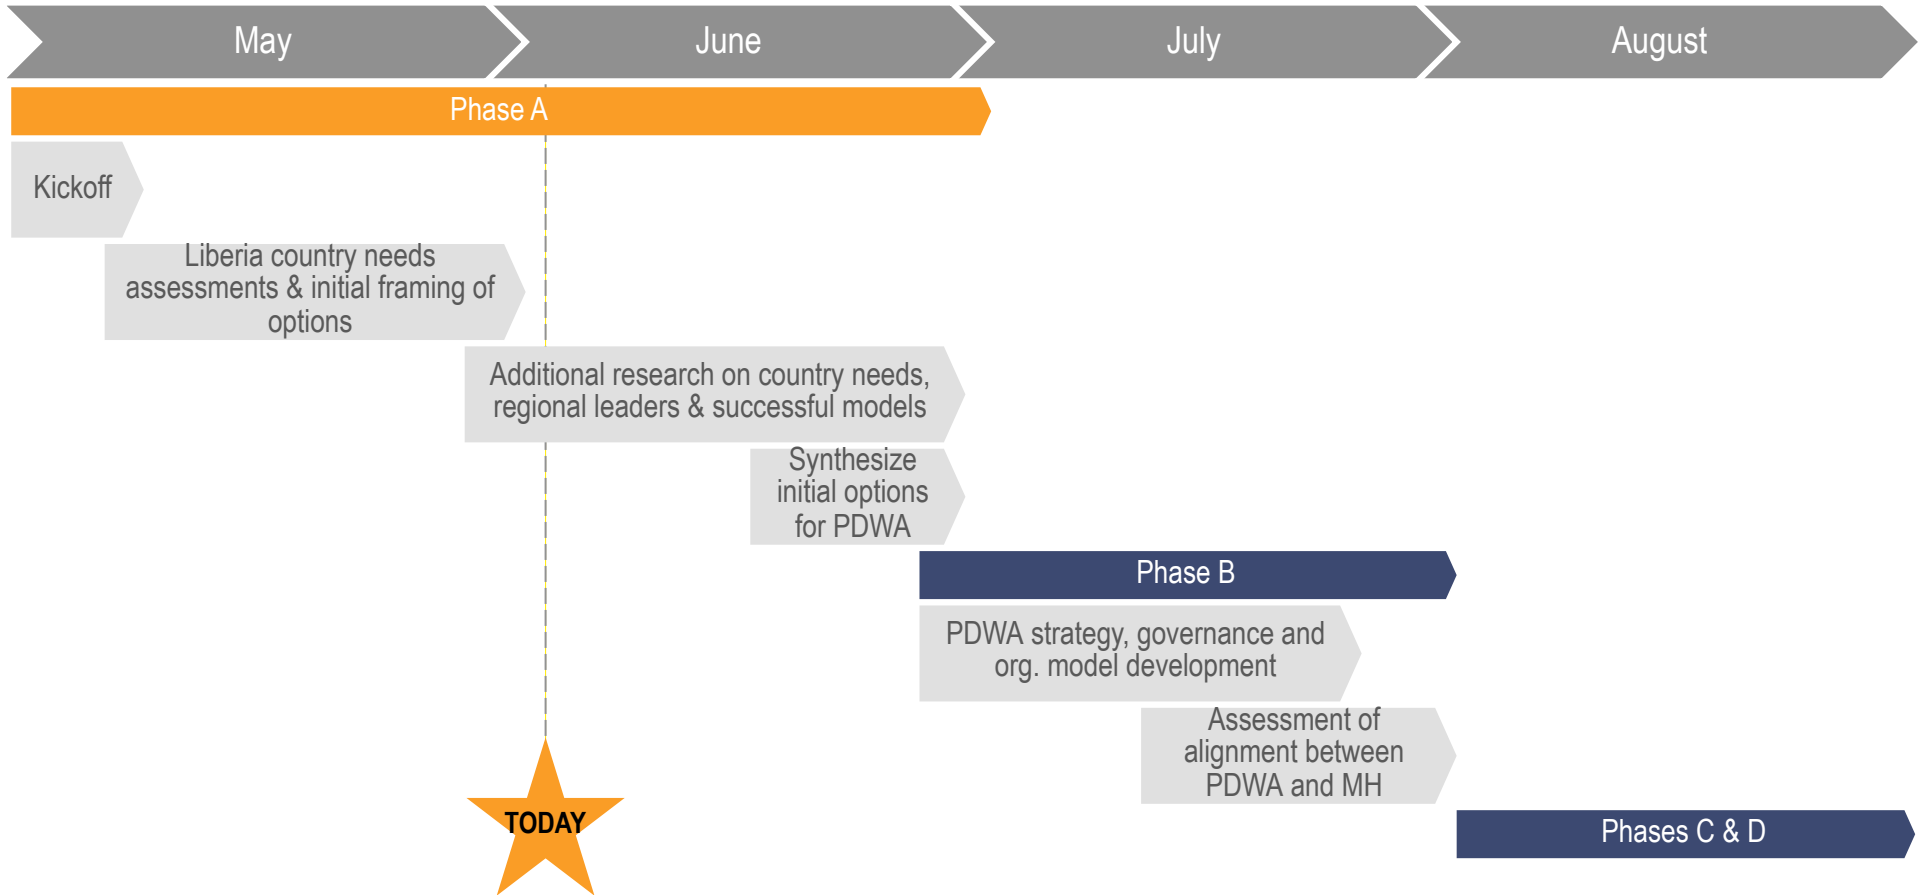 May
June
July
August
Phase A
Kickoff
Liberia country needs
assessments & initial framing of
options
Additional research on country needs,
regional leaders & successful models
Synthesize
initial options
for PDWA
Phase B
PDWA strategy, governance and
org. model development
Assessment of
alignment between
PDWA and MH
TODAY
Phases C & D